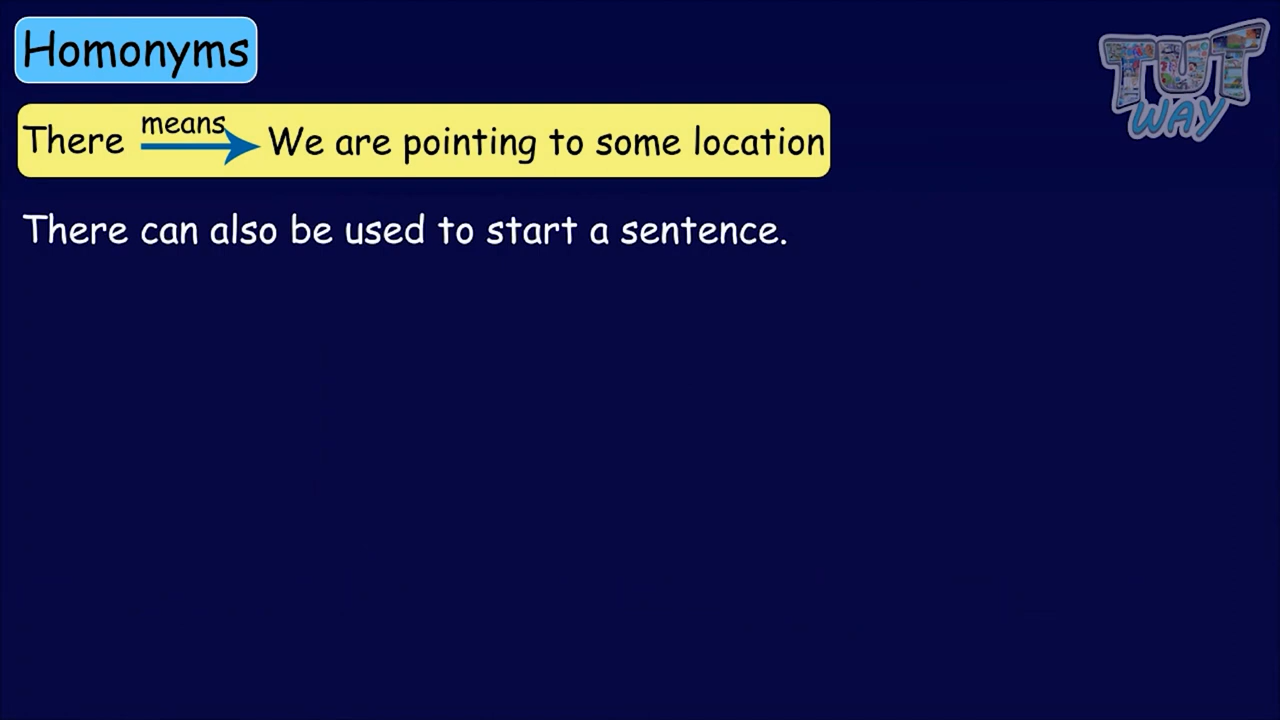 Homonyms
TUT
WAY
There means We are pointing to some location
There can also be used to start a sentence.